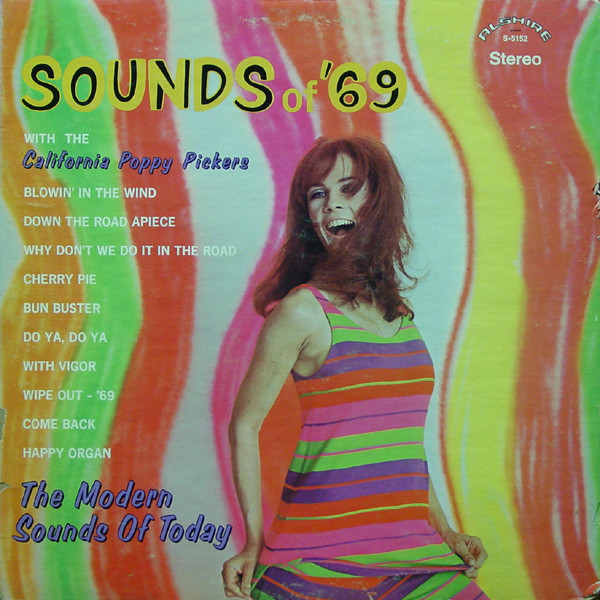 ALSHIRE
S-5152
Stereo
SOUNDS of '69
WITH THE
California Poppy Pickers
BLOWIN' IN THE WIND
DOWN THE ROAD APIECE
WHY DON'T WE DO IT IN THE ROAD
CHERRY PIE
BUN BUSTER
DO YA, DO YA
WITH VIGOR
WIPE OUT - '69
COME BACK
HAPPY ORGAN
The Modern
Sounds Of Today